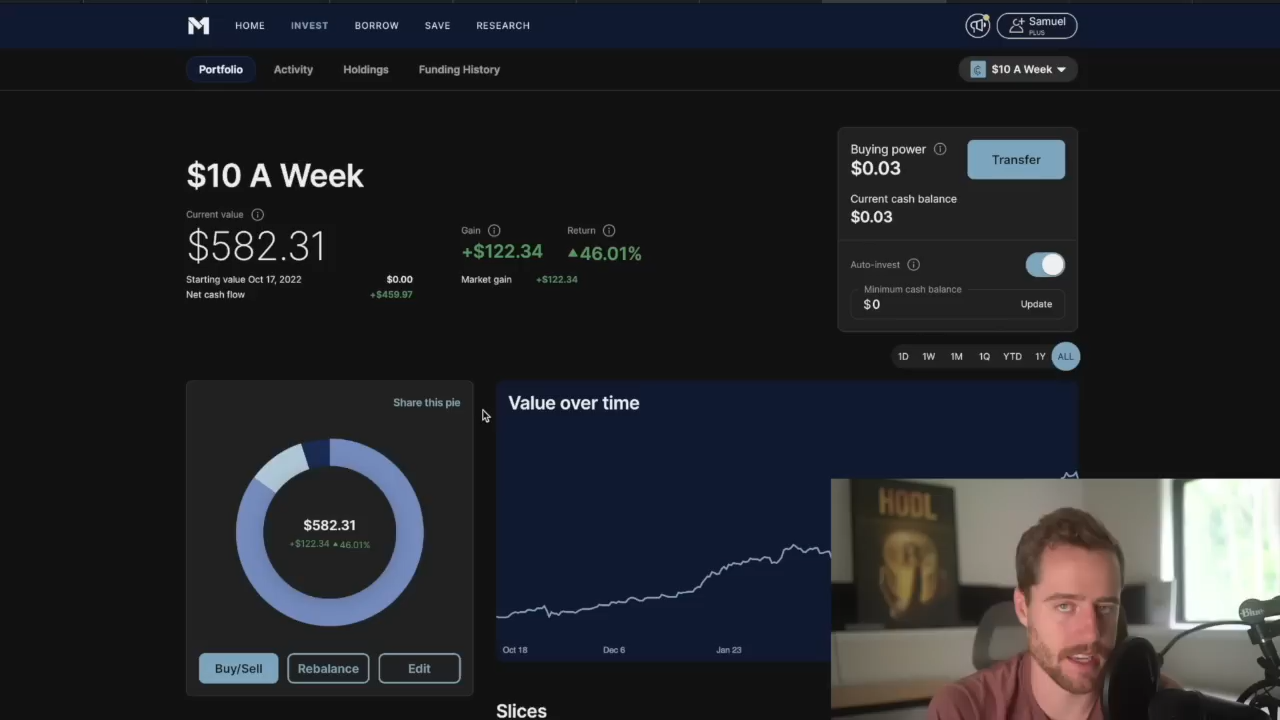 HOME INVEST BORROW SAVE RESEARCH
Samuel
PLUS
Portfolio Activity Holdings Funding History
$10 A Week
$10 A Week
Current value
$582.31
Starting value Oct 17, 2022 $0.00
Net cash flow +$459.97
Gain
+$122.34
Return
46.01%
Market gain +$122.34
Buying power
$0.03
Transfer
Current cash balance
$0.03
Auto-invest
Minimum cash balance
$0
Update
1D 1W 1M 1Q YTD 1Y ALL
Share this pie
$582.31
+$122.34 46.01%
Buy/Sell Rebalance Edit
Value over time
Oct 18 Dec 6 Jan 23
Slices
HODL
Blue